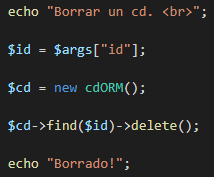 echo "Borrar un cd. <br>";
$id = $args["id"];
$cd = new cdORM();
$cd->find($id)->delete();
echo "Borrado!";